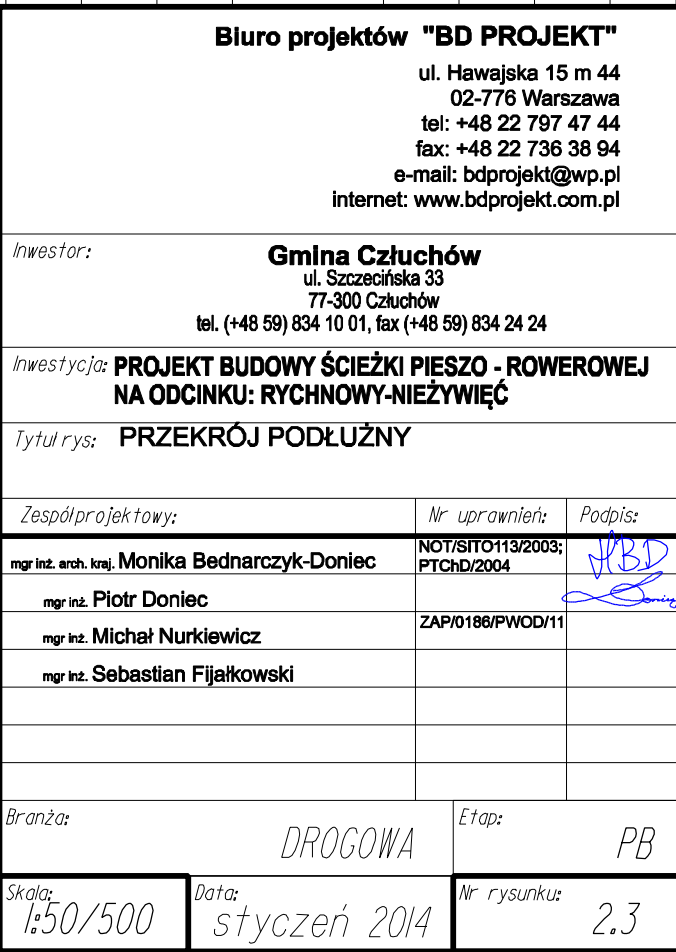 Biuro projektów "BD PROJEKT"
ul. Hawajska 15 m 44
02-776 Warszawa
tel: +48 22 797 47 44
fax: +48 22 736 38 94
e-mail: bdprojekt@wp.pl
internet: www.bdprojekt.com.pl
Inwestor:
Gmina Człuchów
ul. Szczecińska 33
77-300 Człuchów
tel. (+48 59) 834 10 01, fax (+48 59) 834 24 24
Inwestycja: PROJEKT BUDOWY ŚCIEŻKI PIESZO - ROWEROWEJ
NA ODCINKU: RYCHNOWY-NIEŻYWIĘĆ
Tytuł rys: PRZEKRÓJ PODŁUŻNY
Zespół projektowy: Nr uprawnień: Podpis:
mgr inż. arch. kraj. Monika Bednarczyk-Doniec NOT/SITO113/2003; PTChD/2004 MBD
mgr inż. Piotr Doniec
mgr inż. Michał Nurkiewicz ZAP/0186/PWOD/11
mgr inż. Sebastian Fijałkowski
Branża: DROGOWA Etap: PB
Skala: 1:50/500 Data: styczeń 2014 Nr rysunku: 2.3